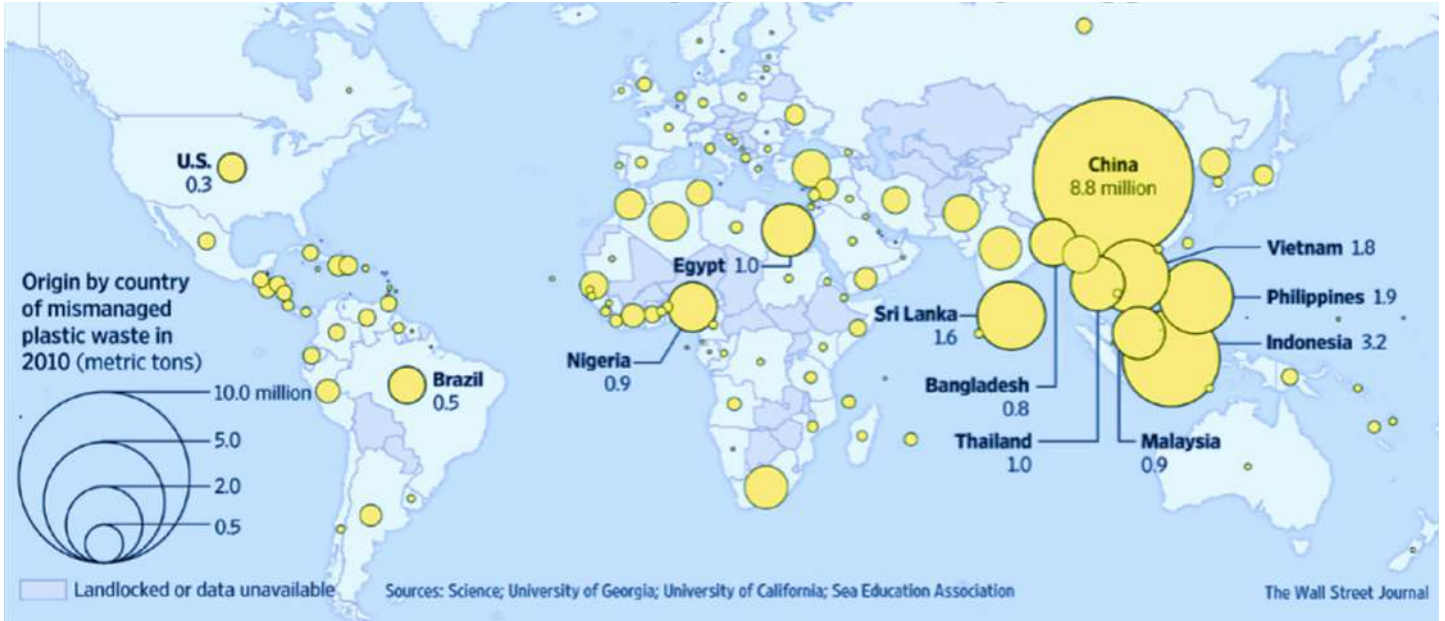 U.S.
0.3
China
8.8 million
Egypt 1.0
Vietnam 1.8
Philippines 1.9
Sri Lanka
1.6
Indonesia 3.2
Nigeria
0.9
Brazil
0.5
Bangladesh
0.8
Thailand
1.0
Malaysia
0.9
Origin by country
of mismanaged
plastic waste in
2010 (metric tons)
10.0 million
5.0
2.0
0.5
Landlocked or data unavailable
Sources: Science; University of Georgia; University of California; Sea Education Association
The Wall Street Journal